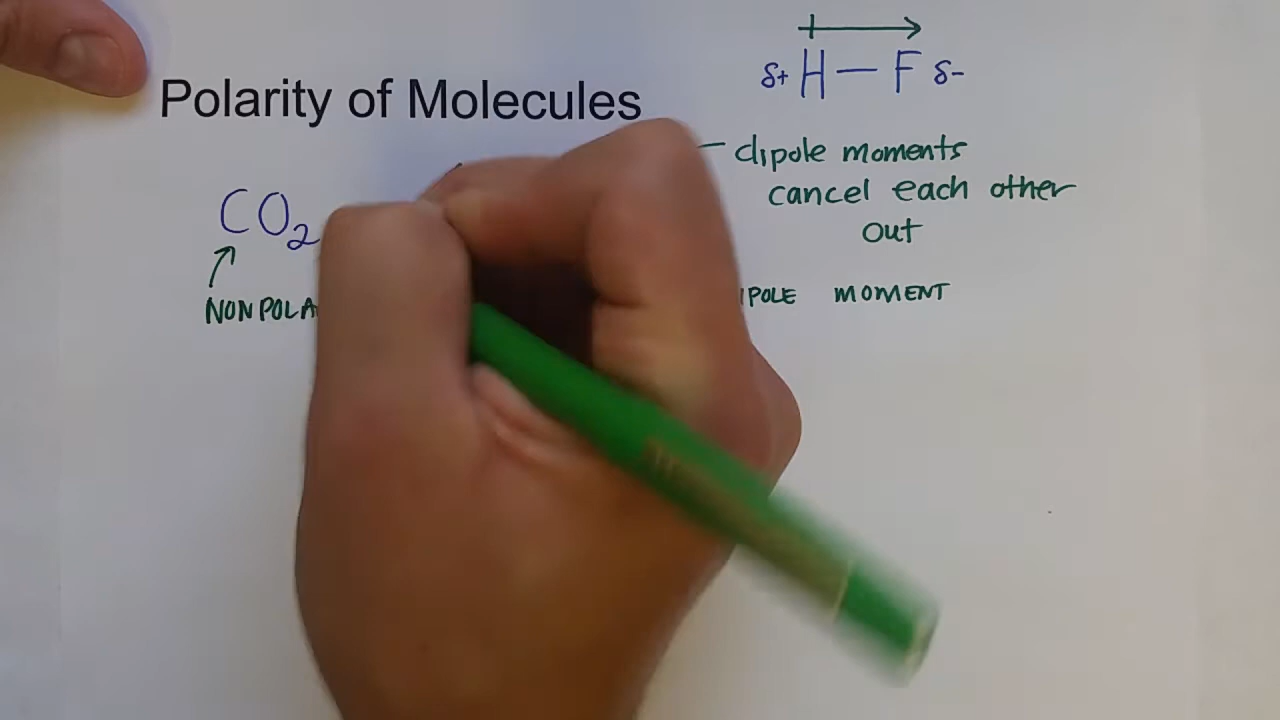 δ+ H — F δ-
Polarity of Molecules
— dipole moments
cancel each other
out
CO₂
NONPOLA
IPOLE MOMENT